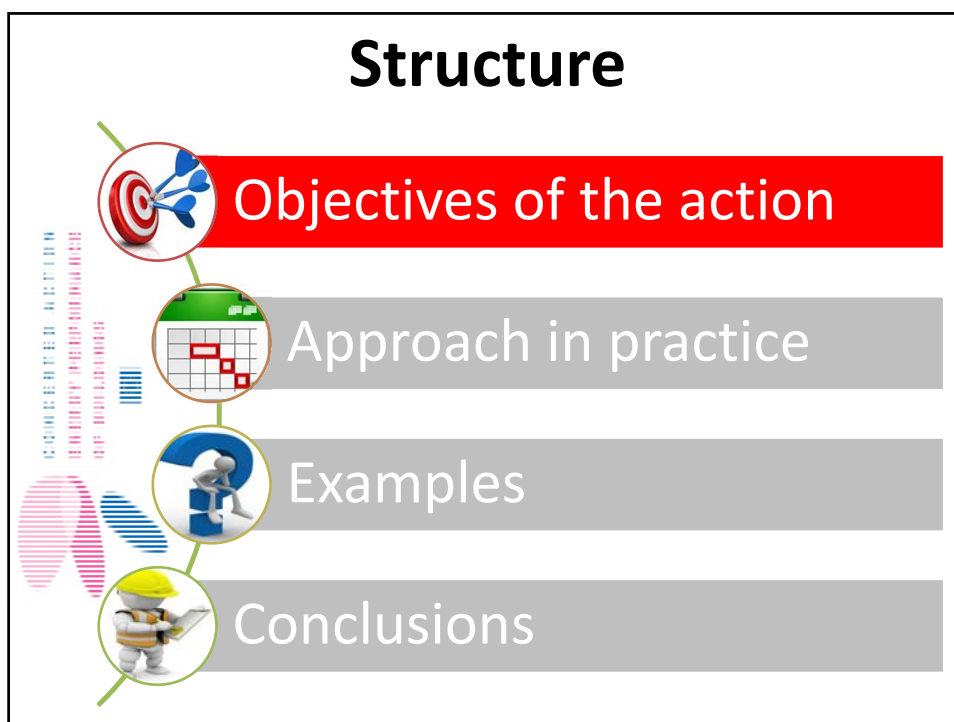 Structure
Objectives of the action
Approach in practice
Examples
Conclusions